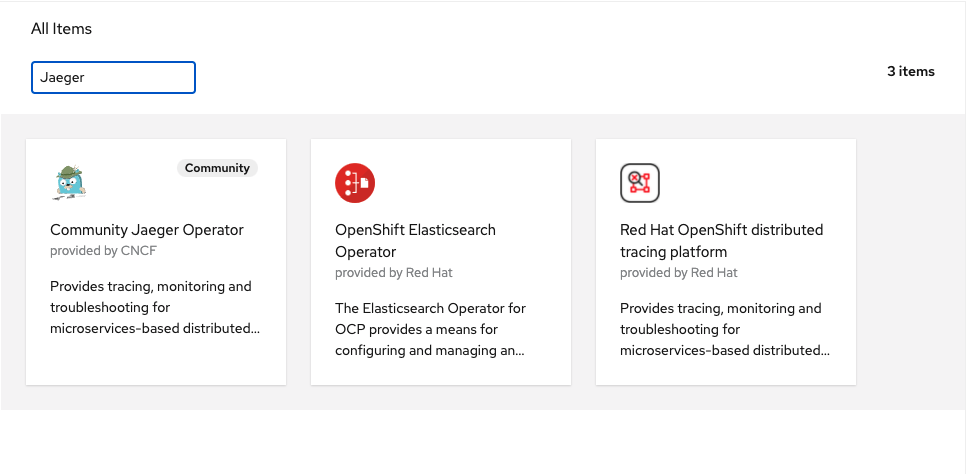 All Items
Jaeger
3 items
Community
Community Jaeger Operator
provided by CNCF
Provides tracing, monitoring and
troubleshooting for
microservices-based distributed...
OpenShift Elasticsearch
Operator
provided by Red Hat
The Elasticsearch Operator for
OCP provides a means for
configuring and managing an...
Red Hat OpenShift distributed
tracing platform
provided by Red Hat
Provides tracing, monitoring and
troubleshooting for
microservices-based distributed...